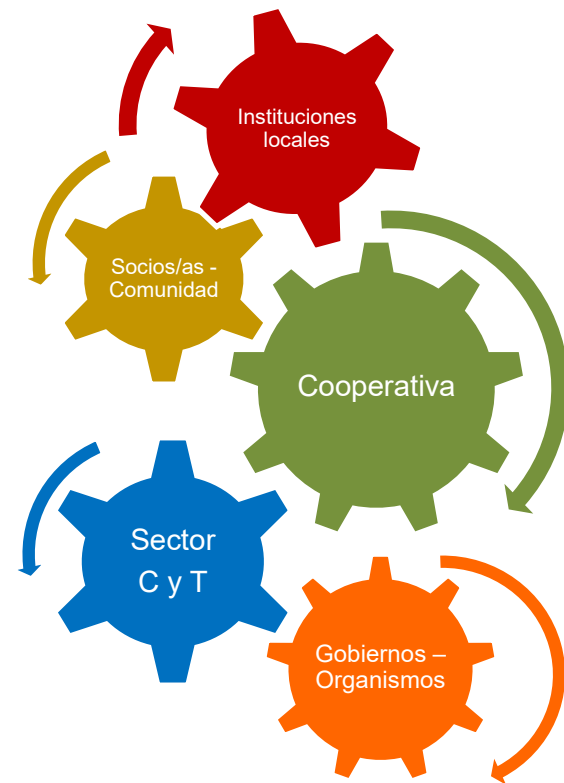 Instituciones
locales
Socios/as -
Comunidad
Cooperativa
Sector
C y T
Gobiernos –
Organismos